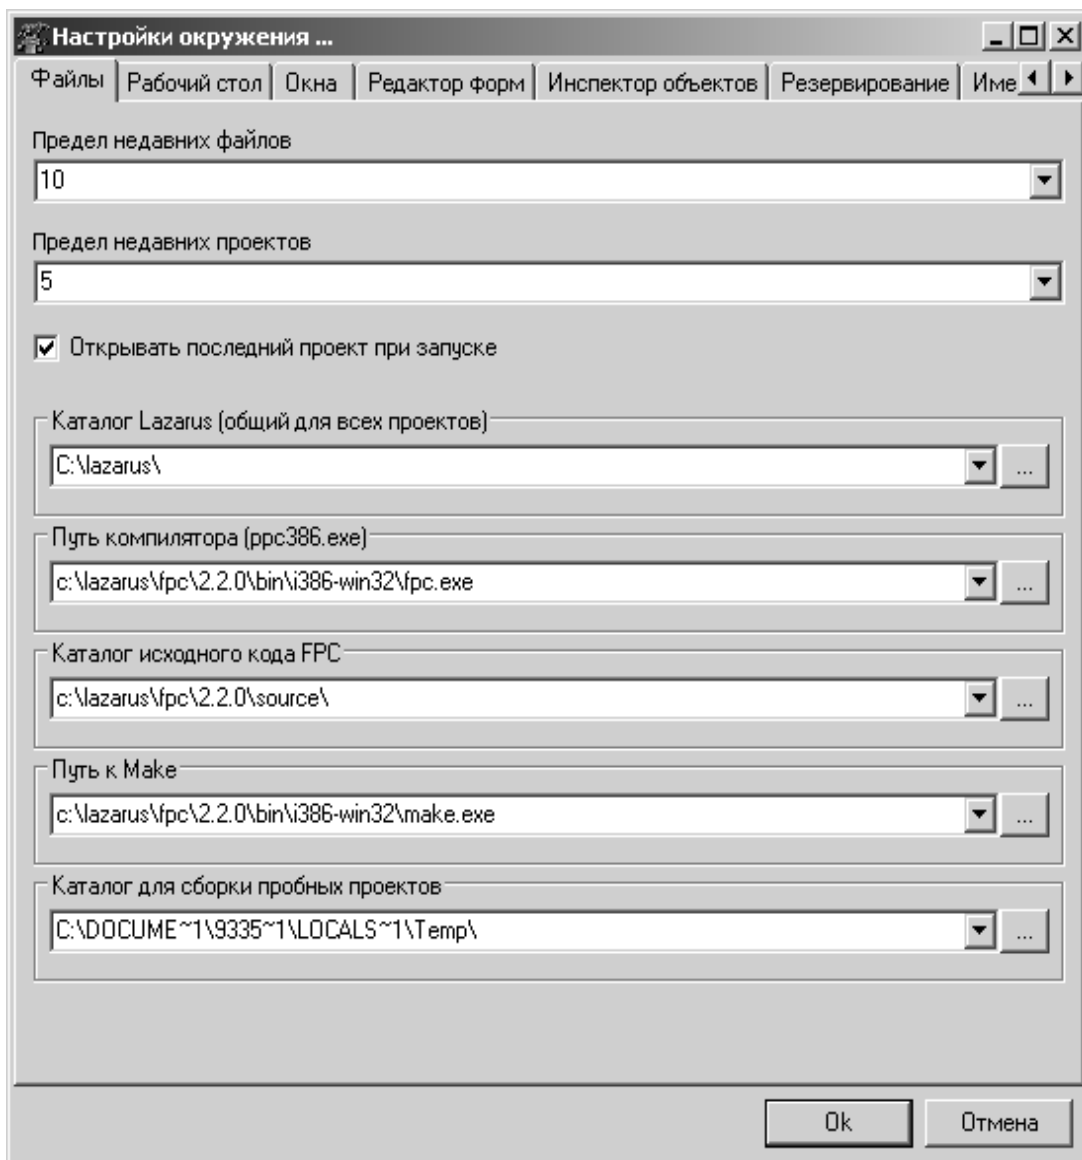 Настройки окружения ...
Файлы Рабочий стол Окна Редактор форм Инспектор объектов Резервирование Име
Предел недавних файлов
10
Предел недавних проектов
5
Открывать последний проект при запуске
Каталог Lazarus (общий для всех проектов)
C:\lazarus\
...
Путь компилятора (ppc386.exe)
c:\lazarus\fpc\2.2.0\bin\i386-win32\fpc.exe
...
Каталог исходного кода FPC
c:\lazarus\fpc\2.2.0\source\
...
Путь к Make
c:\lazarus\fpc\2.2.0\bin\i386-win32\make.exe
...
Каталог для сборки пробных проектов
C:\DOCUME~1\9335~1\LOCALS~1\Temp\
...
Ok Отмена